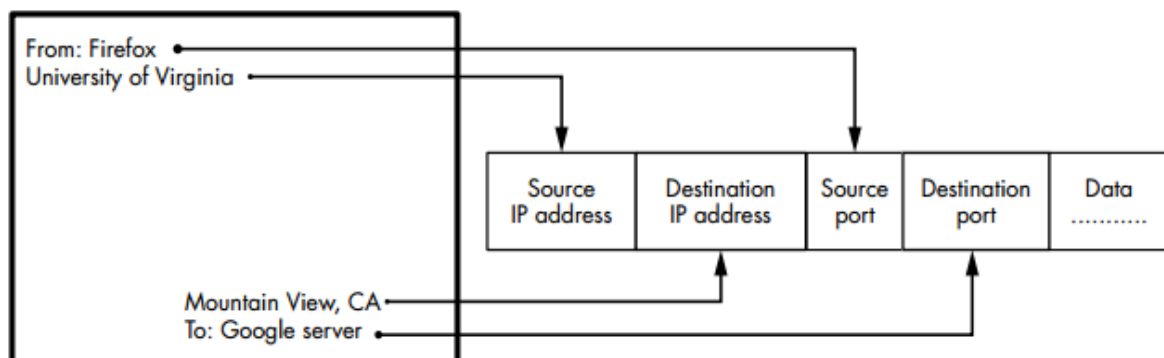 From: Firefox
University of Virginia
Source
IP address
Destination
IP address
Source
port
Destination
port
Data
...........
Mountain View, CA
To: Google server